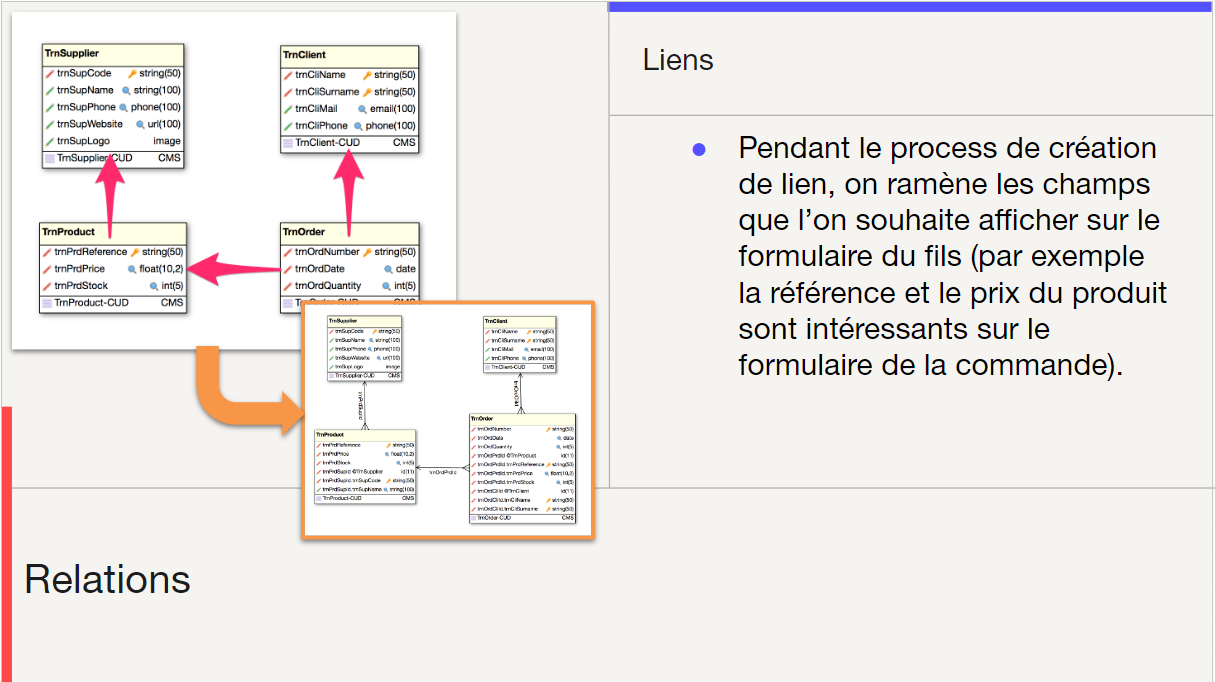 TrnSupplier
trnSupCode string(50)
trnSupName string(100)
trnSupPhone phone(100)
trnSupWebsite url(100)
trnSupLogo image
TrnSupplier-CUD CMS
TrnClient
trnCliName string(50)
trnCliSurname string(50)
trnCliMail email(100)
trnCliPhone phone(100)
TrnClient-CUD CMS
TrnProduct
trnPrdReference string(50)
trnPrdPrice float(10,2)
trnPrdStock int(5)
TrnProduct-CUD CMS
TrnOrder
trnOrdNumber string(50)
trnOrdDate date
trnOrdQuantity int(5)
TrnOrder-CUD CMS
TrnSupplier
trnSupCode string(50)
trnSupName string(100)
trnSupPhone phone(100)
trnSupWebsite url(100)
trnSupLogo image
TrnSupplier-CUD CMS
TrnClient
trnCliName string(50)
trnCliSurname string(50)
trnCliMail email(100)
trnCliPhone phone(100)
TrnClient-CUD CMS
trnPrdSupId
trnOrdCliId
TrnProduct
trnPrdReference string(50)
trnPrdPrice float(10,2)
trnPrdStock int(5)
trnPrdSupId @TrnSupplier id(11)
trnPrdSupId.trnSupCode string(50)
trnPrdSupId.trnSupName string(100)
TrnProduct-CUD CMS
trnOrdPrdId
TrnOrder
trnOrdNumber string(50)
trnOrdDate date
trnOrdQuantity int(5)
trnOrdPrdId @TrnProduct id(11)
trnOrdPrdId.trnPrdReference string(50)
trnOrdPrdId.trnPrdPrice float(10,2)
trnOrdPrdId.trnPrdStock int(5)
trnOrdCliId @TrnClient id(11)
trnOrdCliId.trnCliName string(50)
trnOrdCliId.trnCliSurname string(50)
TrnOrder-CUD CMS
Relations
Liens
Pendant le process de création
de lien, on ramène les champs
que l’on souhaite afficher sur le
formulaire du fils (par exemple
la référence et le prix du produit
sont intéressants sur le
formulaire de la commande).